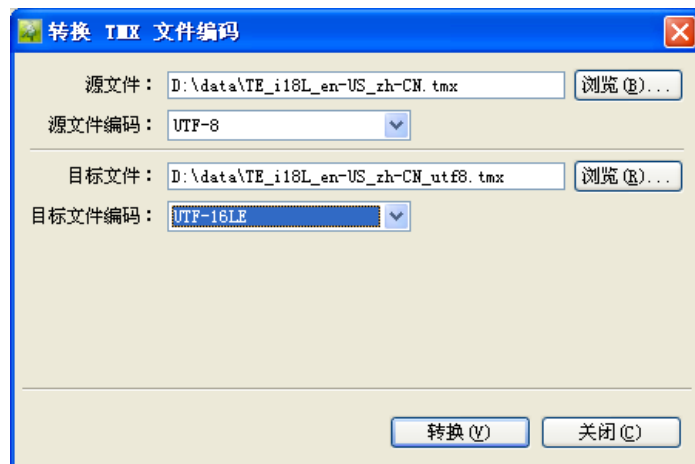 转换 TMX 文件编码
源文件： D:\data\TE_i18L_en-US_zh-CN.tmx 浏览(B)...
源文件编码： UTF-8
目标文件： D:\data\TE_i18L_en-US_zh-CN_utf8.tmx 浏览(R)...
目标文件编码： UTF-16LE
转换(V) 关闭(C)